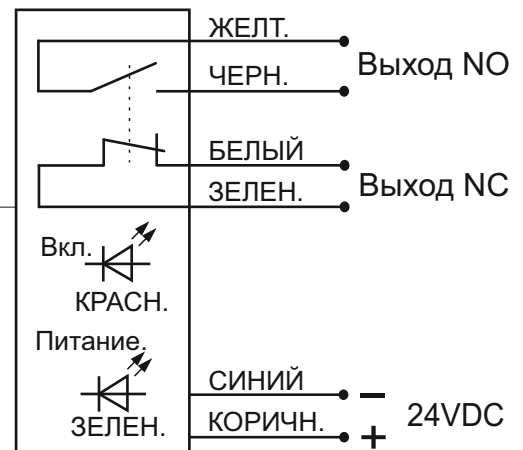 ЖЕЛТ.
Выход NO
ЧЕРН.
БЕЛЫЙ
Выход NC
ЗЕЛЕН.
Вкл.
КРАСН.
Питание.
ЗЕЛЕН.
СИНИЙ
−
24VDC
КОРИЧН.
+